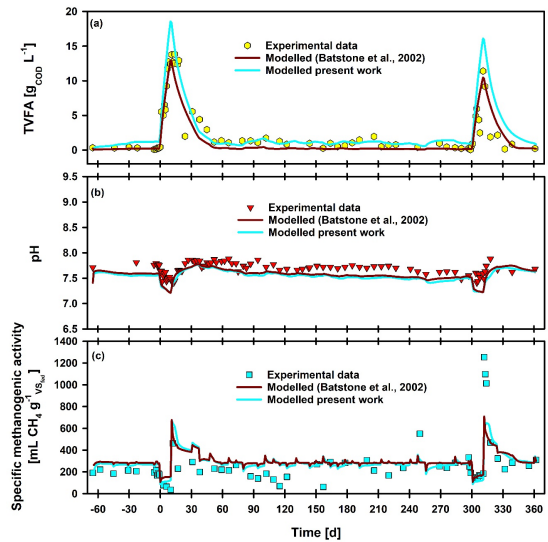 (a)
20
15
10
5
0
TVFA [gCOD L-1]
Experimental data
Modelled (Batstone et al., 2002)
Modelled present work
(b)
9.5
9.0
8.5
8.0
7.5
7.0
6.5
pH
Experimental data
Modelled (Batstone et al., 2002)
Modelled present work
(c)
1400
1200
1000
800
600
400
200
0
Specific methanogenic activity
[mL CH4 g-1 VSfed]
Experimental data
Modelled (Batstone et al., 2002)
Modelled present work
-60 -30 0 30 60 90 120 150 180 210 240 270 300 330 360
Time [d]